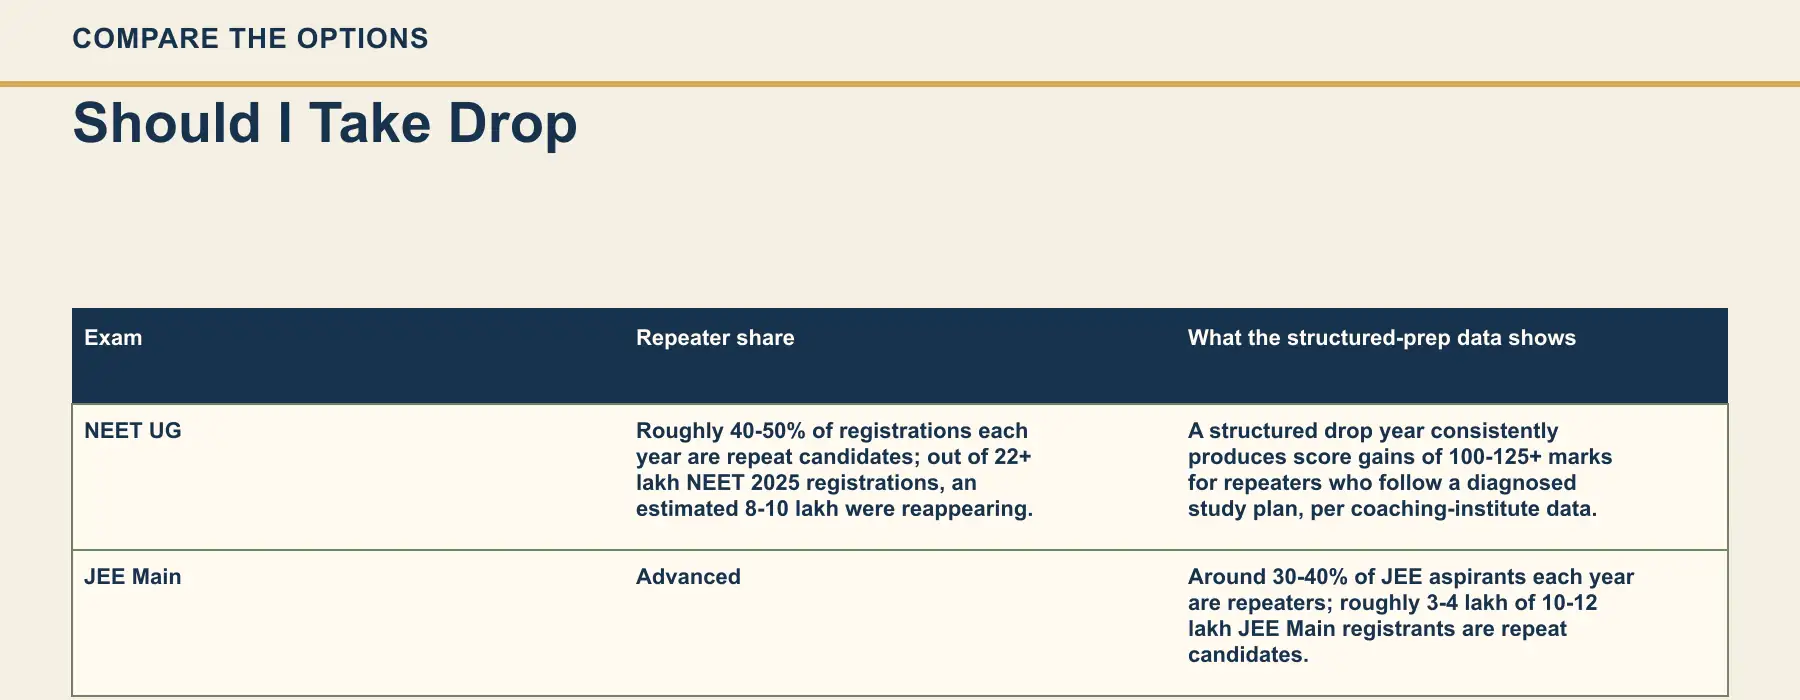 COMPARE THE OPTIONS
Should I Take Drop
Exam
Repeater share
What the structured-prep data shows
NEET UG
Roughly 40-50% of registrations each
year are repeat candidates; out of 22+
lakh NEET 2025 registrations, an
estimated 8-10 lakh were reappearing.
A structured drop year consistently
produces score gains of 100-125+ marks
for repeaters who follow a diagnosed
study plan, per coaching-institute data.
JEE Main
Advanced
Around 30-40% of JEE aspirants each year
are repeaters; roughly 3-4 lakh of 10-12
lakh JEE Main registrants are repeat
candidates.